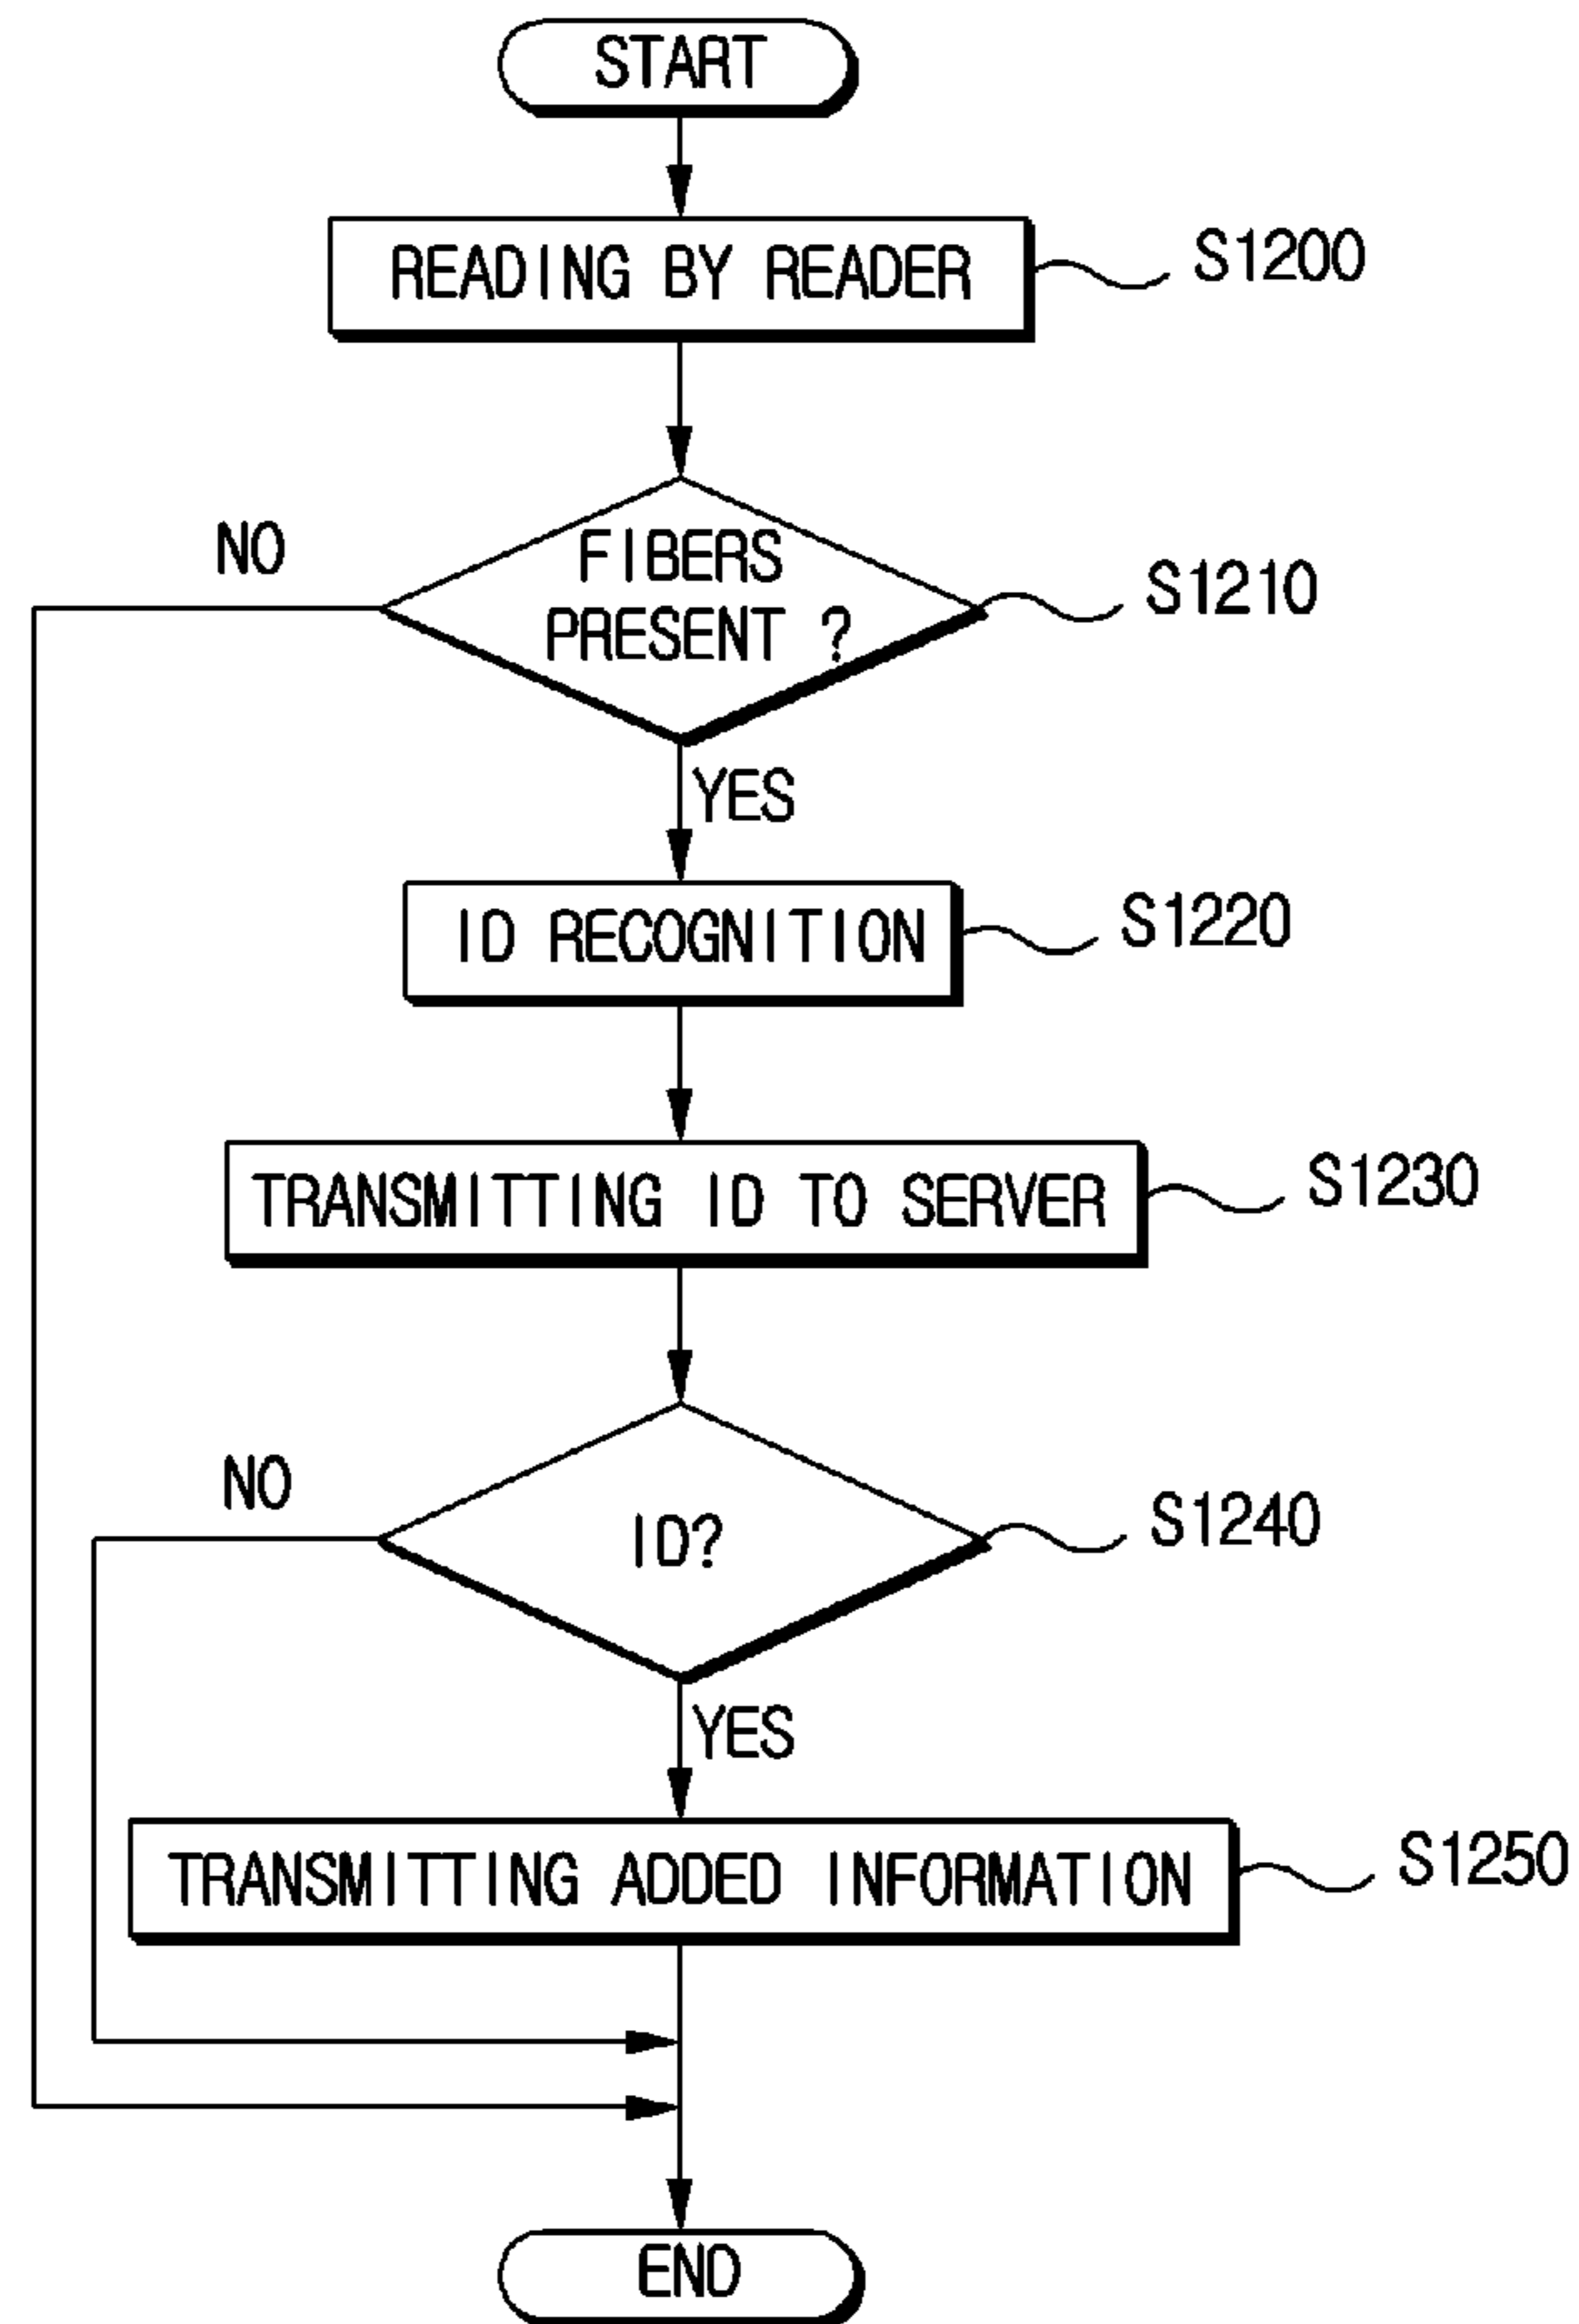 START
READING BY READER
S1200
NO
FIBERS
PRESENT ?
S1210
YES
ID RECOGNITION
S1220
TRANSMITTING ID TO SERVER
S1230
NO
ID?
S1240
YES
TRANSMITTING ADDED INFORMATION
S1250
END